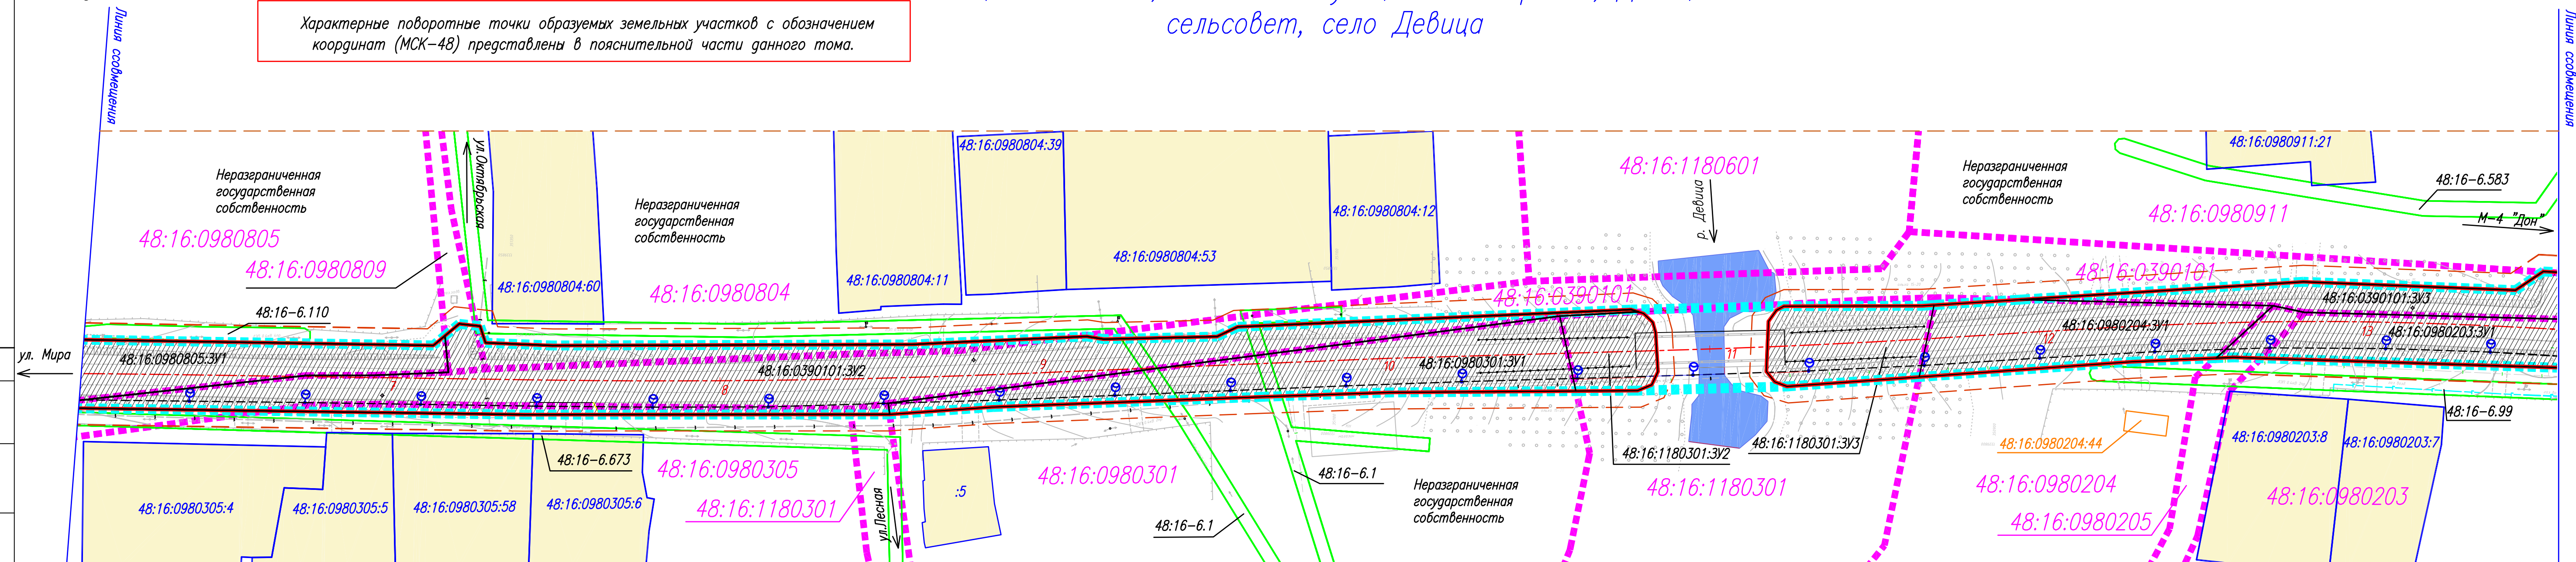 сельсовет, село Девица
Характерные поворотные точки образуемых земельных участков с обозначением
координат (МСК-48) представлены в пояснительной части данного тома.
Линия ссовмещения
Линия ссовмещения
Неразграниченная
государственная
собственность
48:16:0980805
48:16:0980809
48:16-6.110
ул. Мира
48:16:0980805:ЗУ1
ул.Октябрьская
48:16:0980804:60
Неразграниченная
государственная
собственность
48:16:0980804
48:16:0980804:11
48:16:0980804:39
48:16:0980804:53
48:16:0980804:12
48:16:0390101:ЗУ2
7
8
9
10
11
12
13
48:16:1180601
р. Девица
48:16:0390101
48:16:0980301:ЗУ1
Неразграниченная
государственная
собственность
48:16:0980911:21
48:16-6.583
48:16:0980911
М-4 "Дон"
48:16:0390101
48:16:0390101:ЗУ3
48:16:0980204:ЗУ1
48:16:0980203:ЗУ1
48:16-6.99
48:16:0980305:4
48:16:0980305:5
48:16:0980305:58
48:16:0980305:6
48:16-6.673
48:16:0980305
48:16:1180301
ул.Лесная
:5
48:16:0980301
48:16-6.1
48:16-6.1
Неразграниченная
государственная
собственность
48:16:1180301:ЗУ2
48:16:1180301:ЗУ3
48:16:1180301
48:16:0980204:44
48:16:0980204
48:16:0980205
48:16:0980203:8
48:16:0980203:7
48:16:0980203